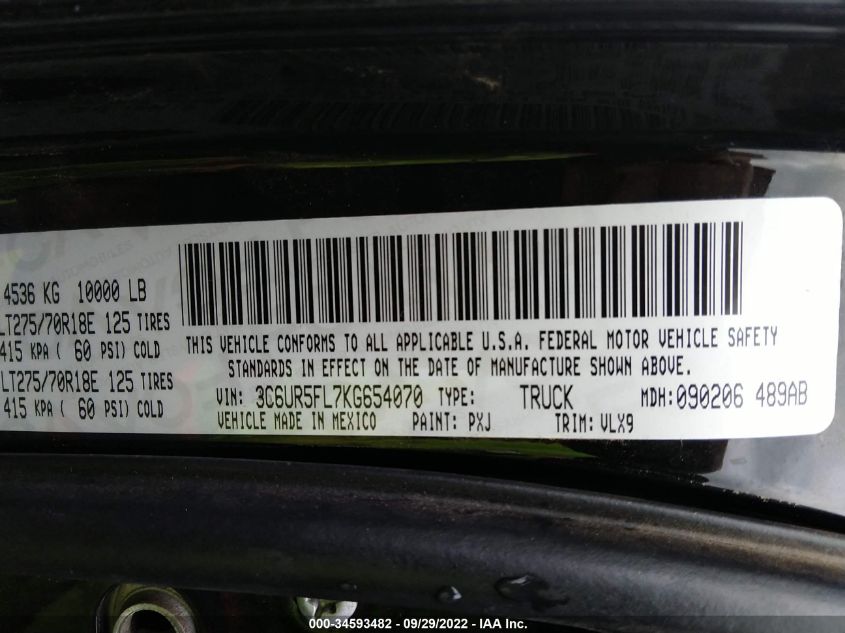 4536 KG 10000 LB
LT275/70R18E 125 TIRES
415 KPA ( 60 PSI) COLD
LT275/70R18E 125 TIRES
415 KPA ( 60 PSI) COLD
THIS VEHICLE CONFORMS TO ALL APPLICABLE U.S.A. FEDERAL MOTOR VEHICLE SAFETY
STANDARDS IN EFFECT ON THE DATE OF MANUFACTURE SHOWN ABOVE.
VIN: 3C6UR5FL7KG654070 TYPE: TRUCK MDH:090206 489AB
VEHICLE MADE IN MEXICO PAINT: PXJ TRIM: VLX9
000-34593482 - 09/29/2022 - IAA Inc.